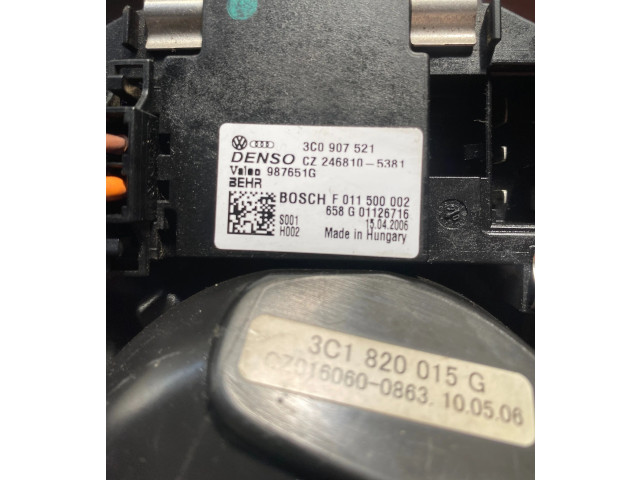 3C0 907 521
DENSO CZ 246810-5381
Valeo 987651G
BEHR
BOSCH F 011 500 002
658 G 01126716
S001 13.04.2006
H002 Made in Hungary
3C1 820 015 G
CZ016060-0863. 10.05.06